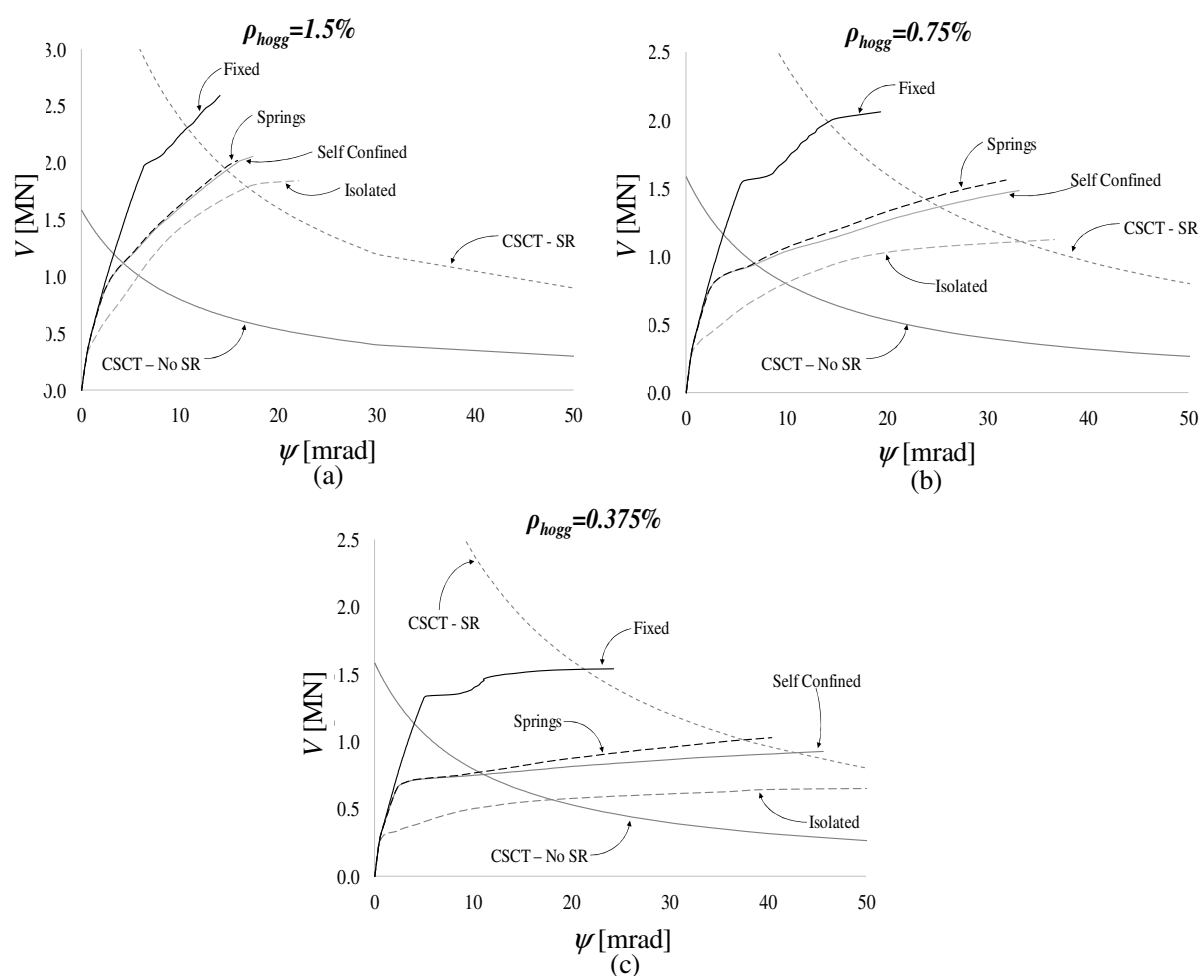 ρhogg=1.5%
3.0
2.5
2.0
1.5
1.0
0.5
0.0
V [MN]
Fixed
Springs
Self Confined
Isolated
CSCT - SR
CSCT – No SR
0 10 20 30 40 50
ψ [mrad]
(a)
ρhogg=0.75%
2.5
2.0
1.5
1.0
0.5
0.0
V [MN]
Fixed
Springs
Self Confined
CSCT - SR
Isolated
CSCT – No SR
0 10 20 30 40 50
ψ [mrad]
(b)
ρhogg=0.375%
2.5
2.0
1.5
1.0
0.5
0.0
V [MN]
CSCT - SR
Fixed
Self Confined
Springs
Isolated
CSCT – No SR
0 10 20 30 40 50
ψ [mrad]
(c)